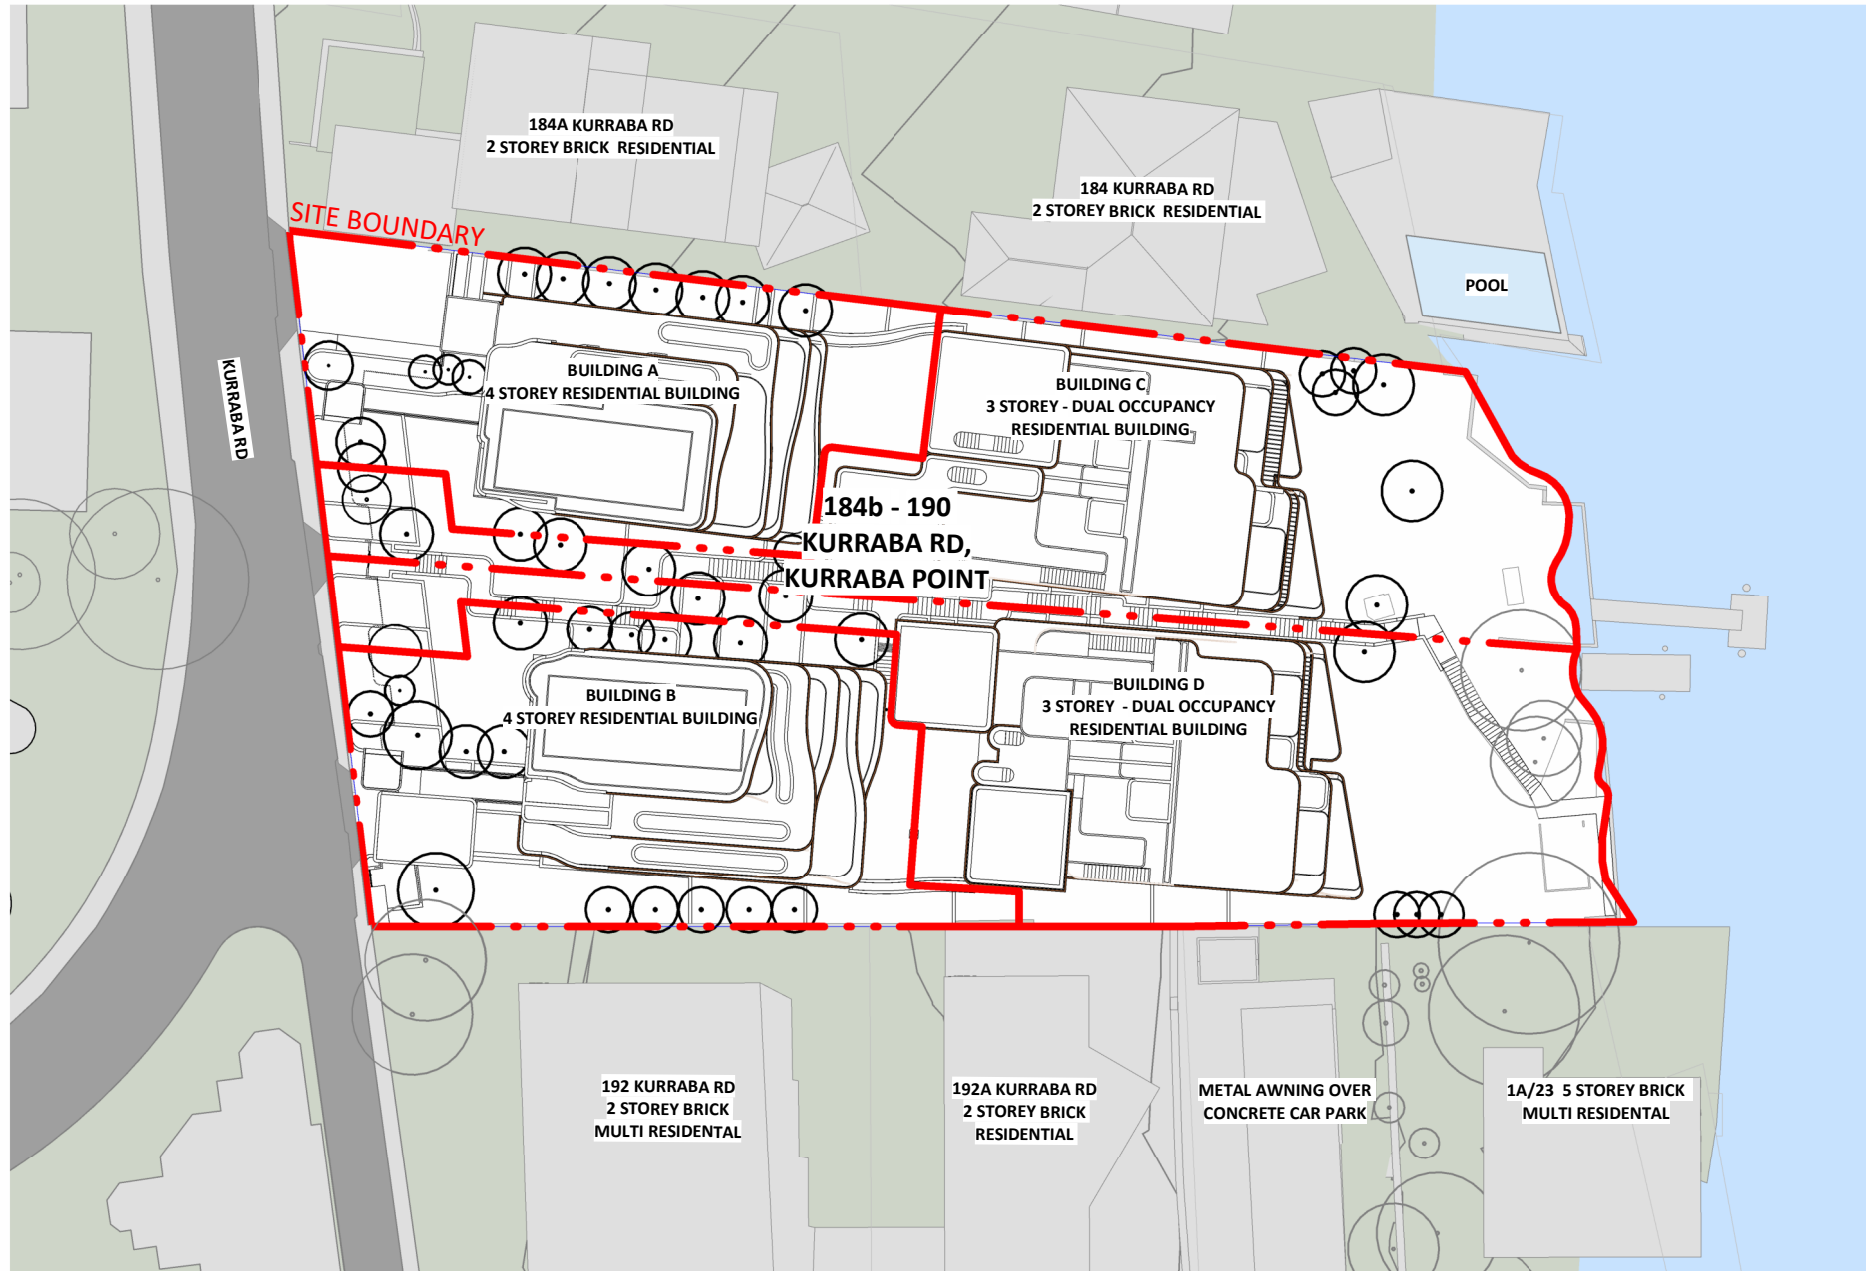 184A KURRABA RD
2 STOREY BRICK RESIDENTIAL
184 KURRABA RD
2 STOREY BRICK RESIDENTIAL
SITE BOUNDARY
POOL
KURRABA RD
BUILDING A
4 STOREY RESIDENTIAL BUILDING
BUILDING C
3 STOREY - DUAL OCCUPANCY
RESIDENTIAL BUILDING
184b - 190
KURRABA RD,
KURRABA POINT
BUILDING B
4 STOREY RESIDENTIAL BUILDING
BUILDING D
3 STOREY - DUAL OCCUPANCY
RESIDENTIAL BUILDING
192 KURRABA RD
2 STOREY BRICK
MULTI RESIDENTAL
192A KURRABA RD
2 STOREY BRICK
RESIDENTIAL
METAL AWNING OVER
CONCRETE CAR PARK
1A/23 5 STOREY BRICK
MULTI RESIDENTAL